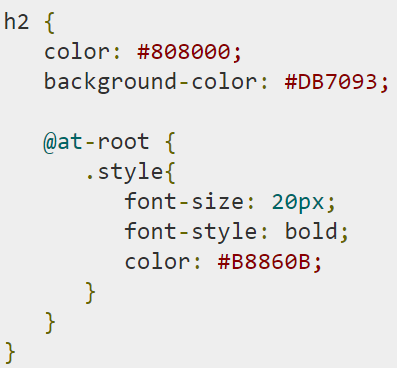 h2 {
   color: #808000;
   background-color: #DB7093;

   @at-root {
      .style{
         font-size: 20px;
         font-style: bold;
         color: #B8860B;
      }
   }
}